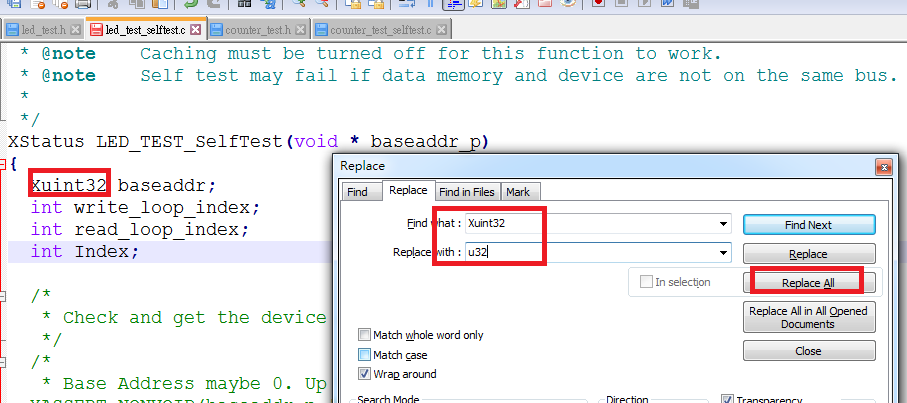 led_test.h led_test_selftest.c counter_test.h counter_test_selftest.c
* @note Caching must be turned off for this function to work.
* @note Self test may fail if data memory and device are not on the same bus.
*
*/
XStatus LED_TEST_SelfTest(void * baseaddr_p)
{
Xuint32 baseaddr;
int write_loop_index;
int read_loop_index;
int Index;
/*
* Check and get the device
*/
/*
* Base Address maybe 0. Up
Replace
Find Replace Find in Files Mark
Find what : Xuint32 Find Next
Replace with : u32 Replace
In selection Replace All
Replace All in All Opened
Documents
Match whole word only
Close
Match case
Wrap around
Search Mode Direction Transparency